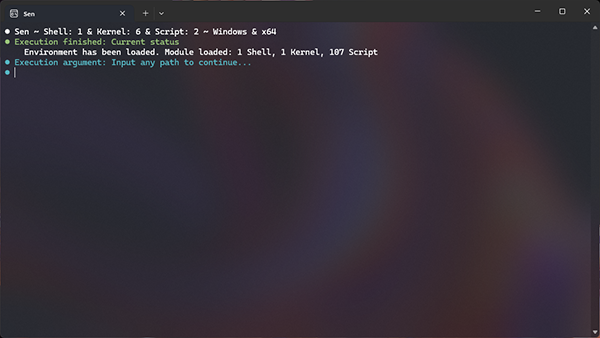 Sen
Sen ~ Shell: 1 & Kernel: 6 & Script: 2 ~ Windows & x64
Execution finished: Current status
Environment has been loaded. Module loaded: 1 Shell, 1 Kernel, 107 Script
Execution argument: Input any path to continue...